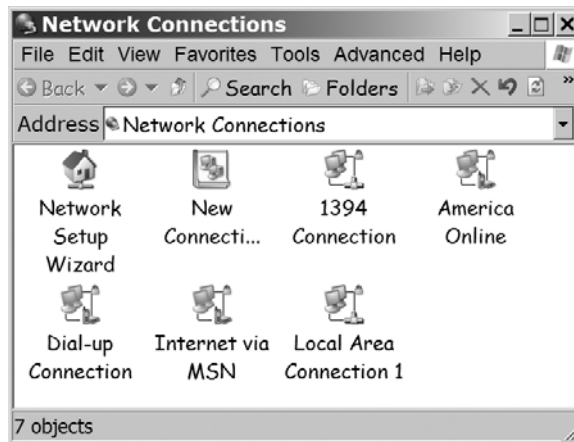 Network Connections
File Edit View Favorites Tools Advanced Help
Back Search Folders »
Address Network Connections
Network Setup Wizard
New Connecti...
1394 Connection
America Online
Dial-up Connection
Internet via MSN
Local Area Connection 1
7 objects